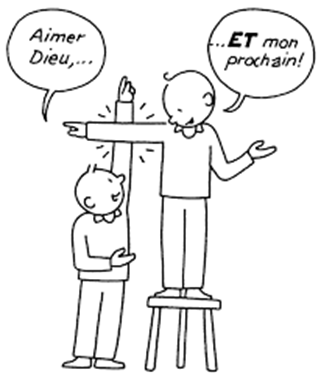 Aimer
Dieu,...
...ET mon
prochain!